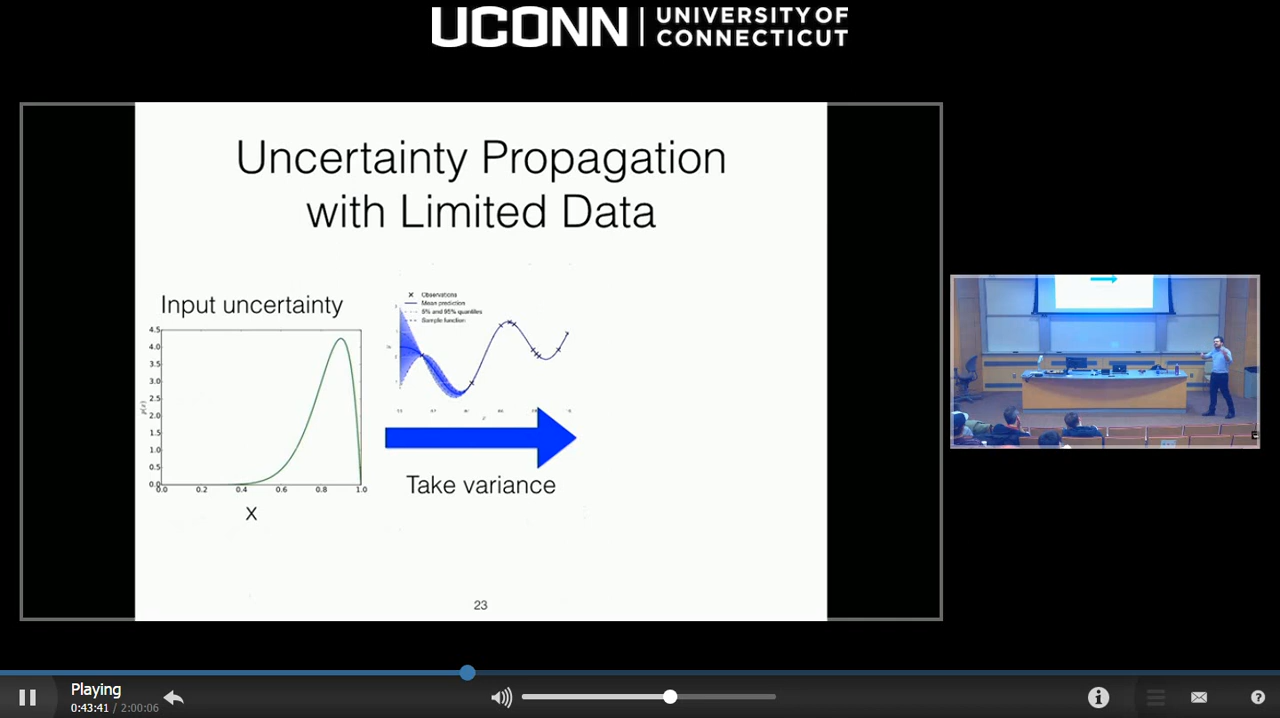 UCONN
UNIVERSITY OF
CONNECTICUT
Uncertainty Propagation
with Limited Data
Input uncertainty
4.5
4.0
3.5
3.0
2.5
2.0
1.5
1.0
0.5
0.0
0.0 0.2 0.4 0.6 0.8 1.0
X
Observations
Mean prediction
5% and 95% quantiles
Sample function
Take variance
23
Playing
0:43:41 / 2:00:06